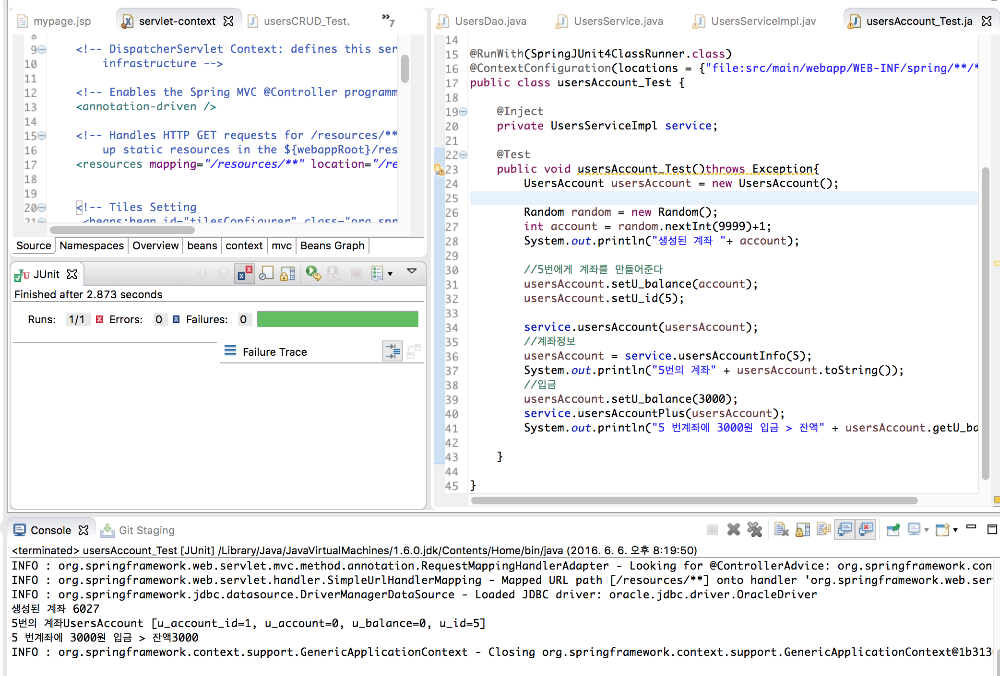 mypage.jsp
servlet-context
usersCRUD_Test.
»7
8
9 <!-- DispatcherServlet Context: defines this ser
10 infrastructure -->
11
12 <!-- Enables the Spring MVC @Controller programm
13 <annotation-driven />
14
15 <!-- Handles HTTP GET requests for /resources/**
16 up static resources in the ${webappRoot}/res
17 <resources mapping="/resources/**" location="/re
18
19
20 <!-- Tiles Setting
21 <beans:bean id="tilesConfigurer" class="org.spr
Source Namespaces Overview beans context mvc Beans Graph
JUnit
Finished after 2.873 seconds
Runs: 1/1 Errors: 0 Failures: 0
Failure Trace
UsersDao.java
UsersService.java
UsersServiceImpl.jav
usersAccount_Test.ja
14
15 @RunWith(SpringJUnit4ClassRunner.class)
16 @ContextConfiguration(locations = {"file:src/main/webapp/WEB-INF/spring/**/*
17 public class usersAccount_Test {
18
19 @Inject
20 private UsersServiceImpl service;
21
22 @Test
23 public void usersAccount_Test()throws Exception{
24 UsersAccount usersAccount = new UsersAccount();
25
26 Random random = new Random();
27 int account = random.nextInt(9999)+1;
28 System.out.println("생성된 계좌 "+ account);
29
30 //5번에게 계좌를 만들어준다
31 usersAccount.setU_balance(account);
32 usersAccount.setU_id(5);
33
34 service.usersAccount(usersAccount);
35 //계좌정보
36 usersAccount = service.usersAccountInfo(5);
37 System.out.println("5번의 계좌" + usersAccount.toString());
38 //입금
39 usersAccount.setU_balance(3000);
40 service.usersAccountPlus(usersAccount);
41 System.out.println("5 번계좌에 3000원 입금 > 잔액" + usersAccount.getU_ba
42
43 }
44
45 }
Console Git Staging
<terminated> usersAccount_Test [JUnit] /Library/Java/JavaVirtualMachines/1.6.0.jdk/Contents/Home/bin/java (2016. 6. 6. 오후 8:19:50)
INFO : org.springframework.web.servlet.mvc.method.annotation.RequestMappingHandlerAdapter - Looking for @ControllerAdvice: org.springframework.con
INFO : org.springframework.web.servlet.handler.SimpleUrlHandlerMapping - Mapped URL path [/resources/**] onto handler 'org.springframework.web.ser
INFO : org.springframework.jdbc.datasource.DriverManagerDataSource - Loaded JDBC driver: oracle.jdbc.driver.OracleDriver
생성된 계좌 6027
5번의 계좌UsersAccount [u_account_id=1, u_account=0, u_balance=0, u_id=5]
5 번계좌에 3000원 입금 > 잔액3000
INFO : org.springframework.context.support.GenericApplicationContext - Closing org.springframework.context.support.GenericApplicationContext@1b313